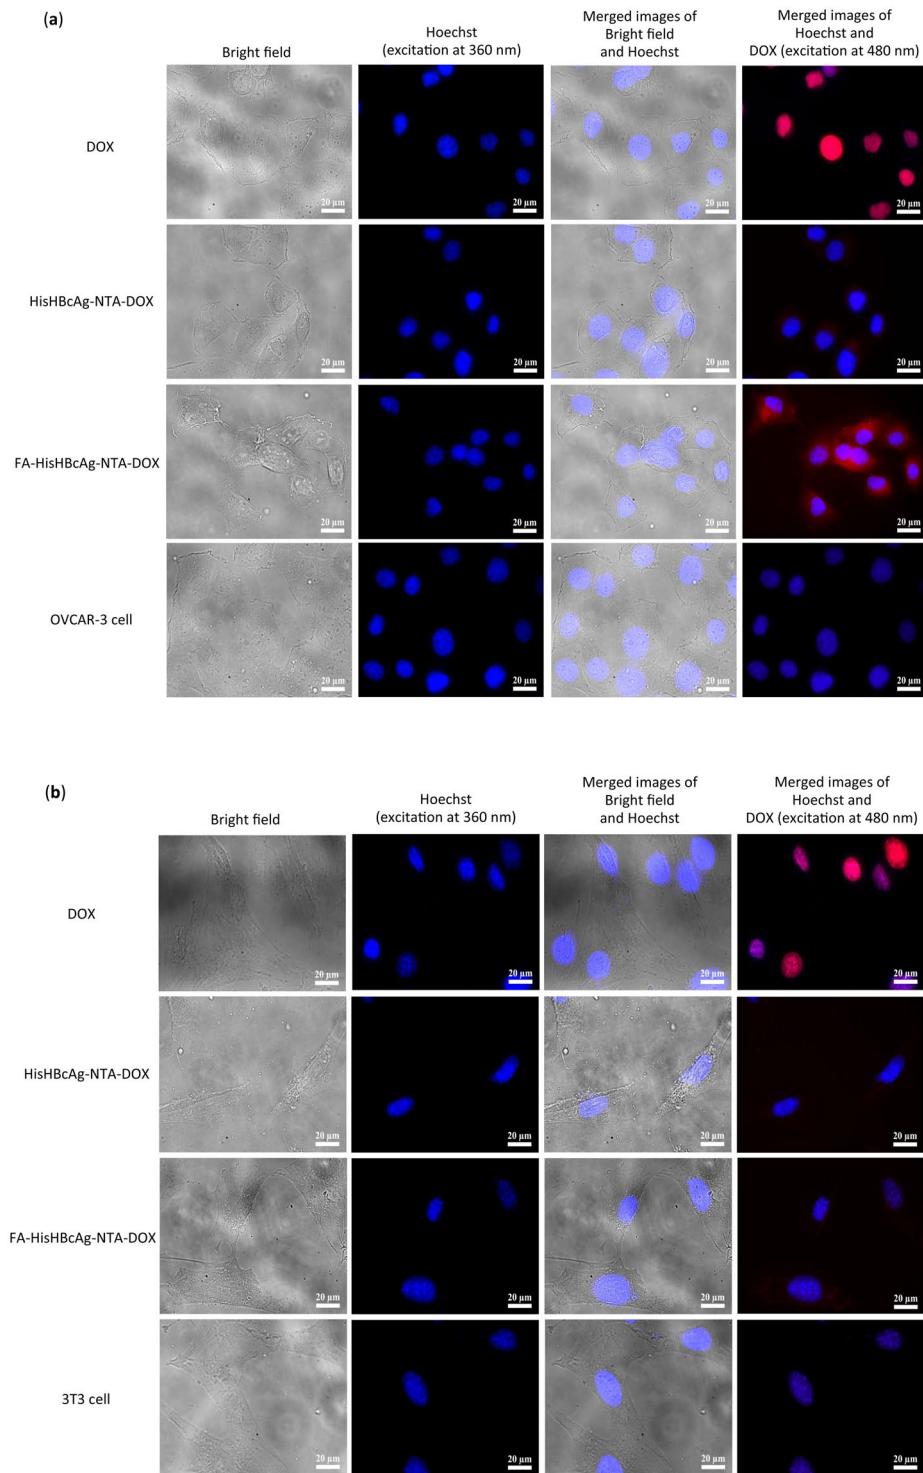 (a)
Bright field
Hoechst
(excitation at 360 nm)
Merged images of
Bright field
and Hoechst
Merged images of
Hoechst and
DOX (excitation at 480 nm)
DOX
20 µm
20 µm
20 µm
20 µm
HisHBcAg-NTA-DOX
20 µm
20 µm
20 µm
20 µm
FA-HisHBcAg-NTA-DOX
20 µm
20 µm
20 µm
20 µm
OVCAR-3 cell
20 µm
20 µm
20 µm
20 µm
(b)
Bright field
Hoechst
(excitation at 360 nm)
Merged images of
Bright field
and Hoechst
Merged images of
Hoechst and
DOX (excitation at 480 nm)
DOX
20 µm
20 µm
20 µm
20 µm
HisHBcAg-NTA-DOX
20 µm
20 µm
20 µm
20 µm
FA-HisHBcAg-NTA-DOX
20 µm
20 µm
20 µm
20 µm
3T3 cell
20 µm
20 µm
20 µm
20 µm